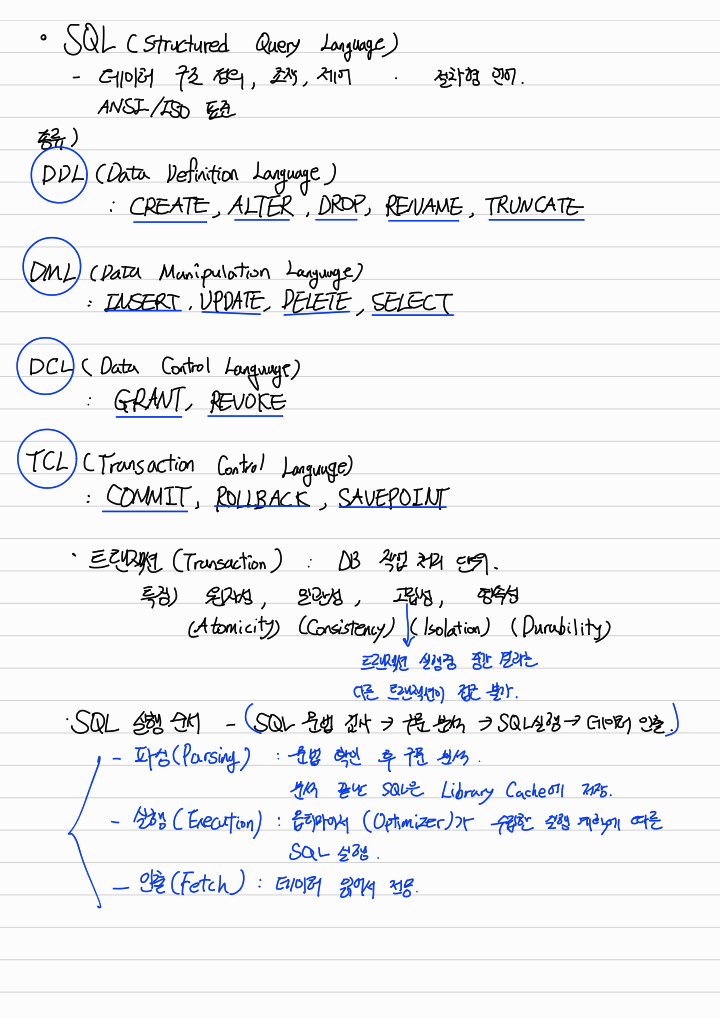 • SQL (Structured Query Language)
- 데이터 구조 정의, 조작, 제어 . 절차형 언어.
ANSI/ISO 표준
종류)
DDL (Data Definition Language)
: CREATE, ALTER, DROP, RENAME, TRUNCATE
DML (Data Manipulation Language)
: INSERT, UPDATE, DELETE, SELECT
DCL (Data Control Language)
: GRANT, REVOKE
TCL (Transaction Control Language)
: COMMIT, ROLLBACK, SAVEPOINT
· 트랜잭션 (Transaction) : DB 작업 처리 단위.
특징) 원자성, 일관성, 고립성, 영속성
(Atomicity) (Consistency) (Isolation) (Durability)
트랜잭션 실행중 중간 결과는
다른 트랜잭션이 접근 불가.
·SQL 실행 순서 - (SQL 문법 검사 → 구문 분석 → SQL실행 → 데이터 인출.)
- 파싱(Parsing) : 문법 확인 후 구문 분석.
분석 끝난 SQL은 Library Cache에 저장.
- 실행(Execution) : 옵티마이저(Optimizer)가 수립한 실행 계획에 따른
SQL 실행.
- 인출(Fetch) : 데이터 읽어서 전송.